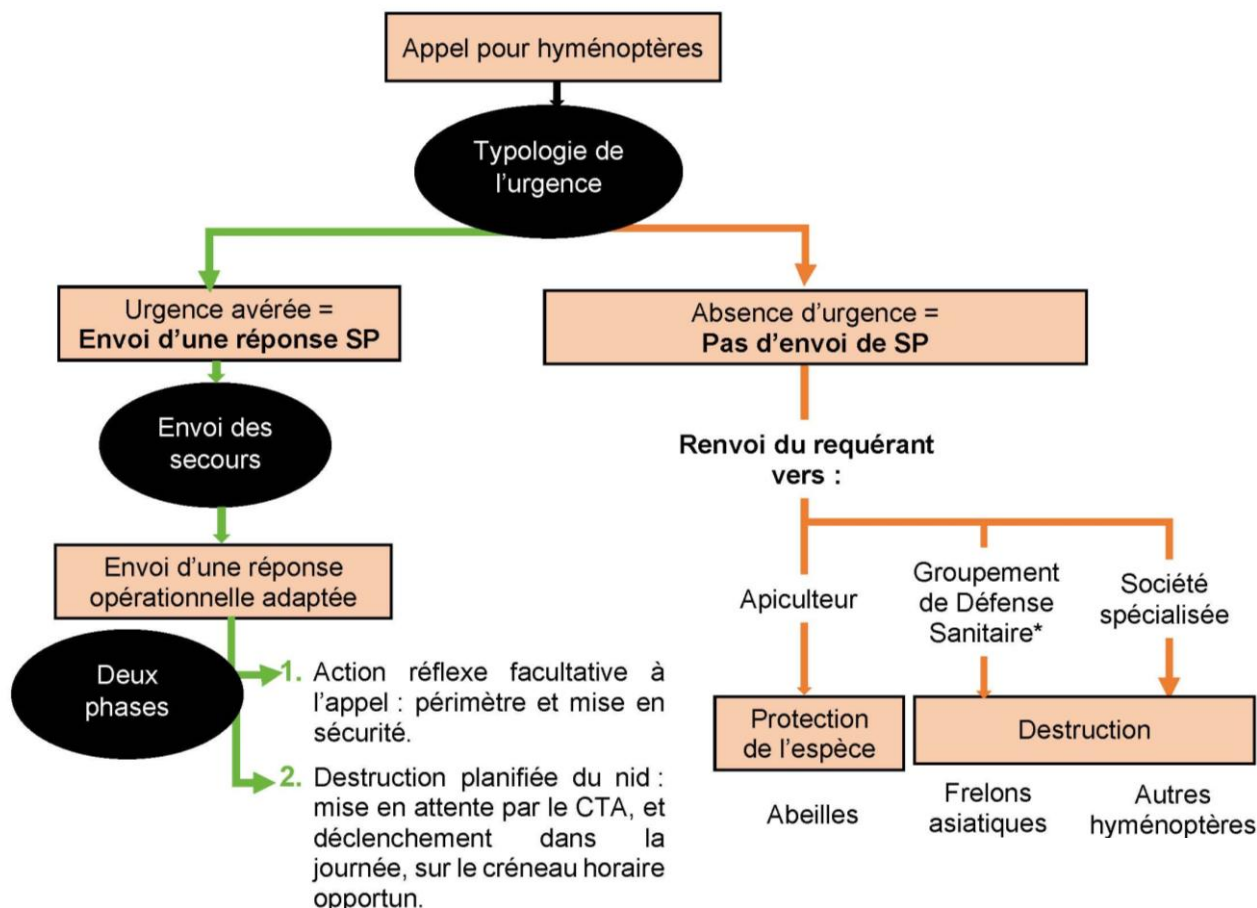 Appel pour hyménoptères
Typologie de
l’urgence
Urgence avérée =
Envoi d’une réponse SP
Absence d’urgence =
Pas d’envoi de SP
Envoi des
secours
Renvoi du requérant
vers :
Envoi d’une réponse
opérationnelle adaptée
Deux
phases
1. Action réflexe facultative à
l’appel : périmètre et mise en
sécurité.
2. Destruction planifiée du nid :
mise en attente par le CTA, et
déclenchement dans la
journée, sur le créneau horaire
opportun.
Apiculteur
Groupement
de Défense
Sanitaire*
Société
spécialisée
Protection
de l’espèce
Destruction
Abeilles
Frelons
asiatiques
Autres
hyménoptères